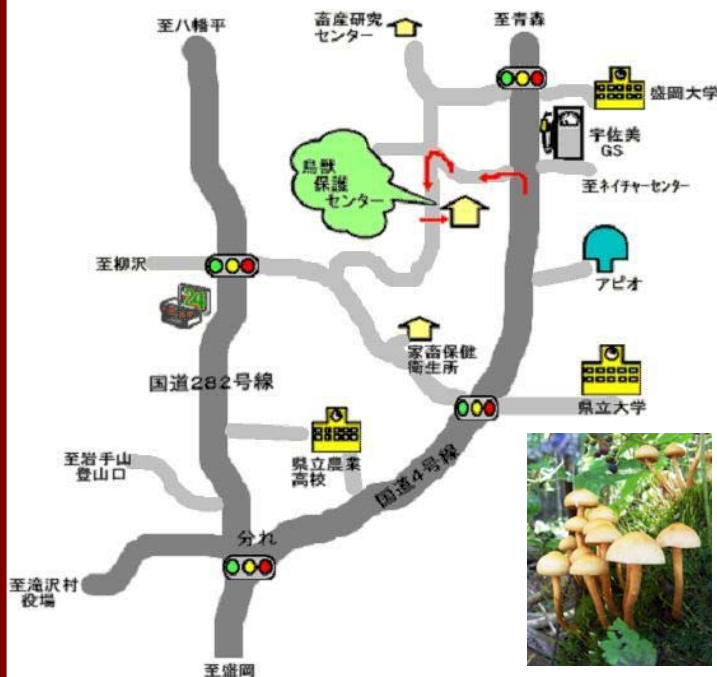 至八幡平
畜産研究
センター
至青森
盛岡大学
宇佐美
GS
至ネイチャーセンター
鳥獣
保護
センター
至柳沢
24
アピオ
家畜保健
衛生所
国道282号線
県立大学
至岩手山
登山口
県立農業
高校
国道4号線
分れ
至滝沢村
役場
至盛岡